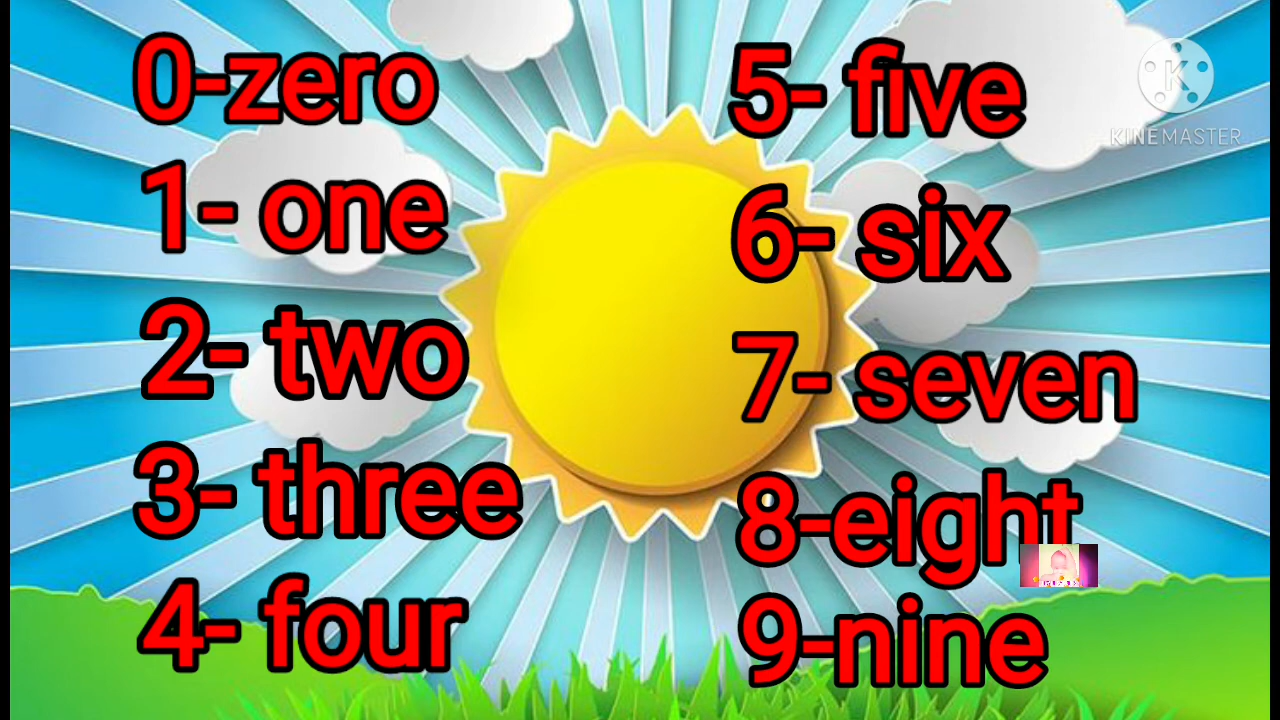 0-zero
1- one
2- two
3- three
4- four
5- five
6- six
7- seven
8-eight
9-nine
K
KINEMASTER